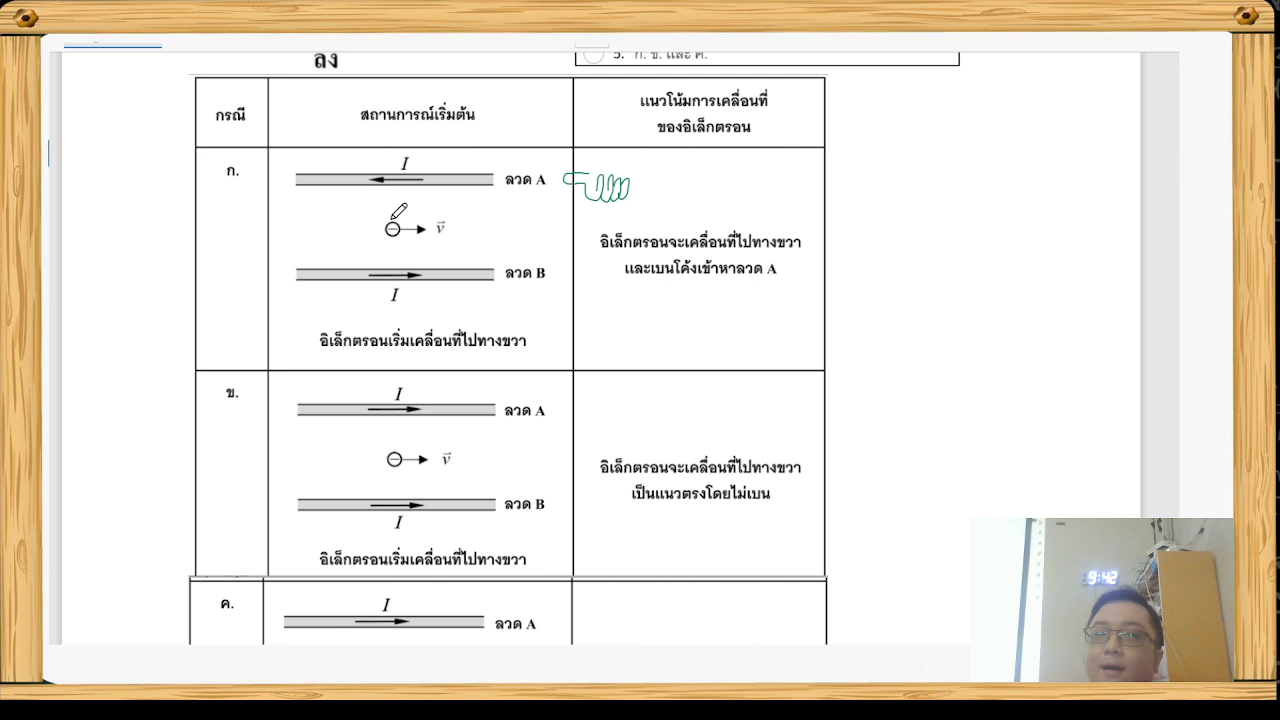 ลง
5. ก. ข. และ ค.
กรณี
สถานการณ์เริ่มต้น
แนวโน้มการเคลื่อนที่
ของอิเล็กตรอน
ก.
I
ลวด A
v
ลวด B
I
อิเล็กตรอนเริ่มเคลื่อนที่ไปทางขวา
อิเล็กตรอนจะเคลื่อนที่ไปทางขวา
และเบนโค้งเข้าหาลวด A
ข.
I
ลวด A
v
ลวด B
I
อิเล็กตรอนเริ่มเคลื่อนที่ไปทางขวา
อิเล็กตรอนจะเคลื่อนที่ไปทางขวา
เป็นแนวตรงโดยไม่เบน
ค.
I
ลวด A
9:42